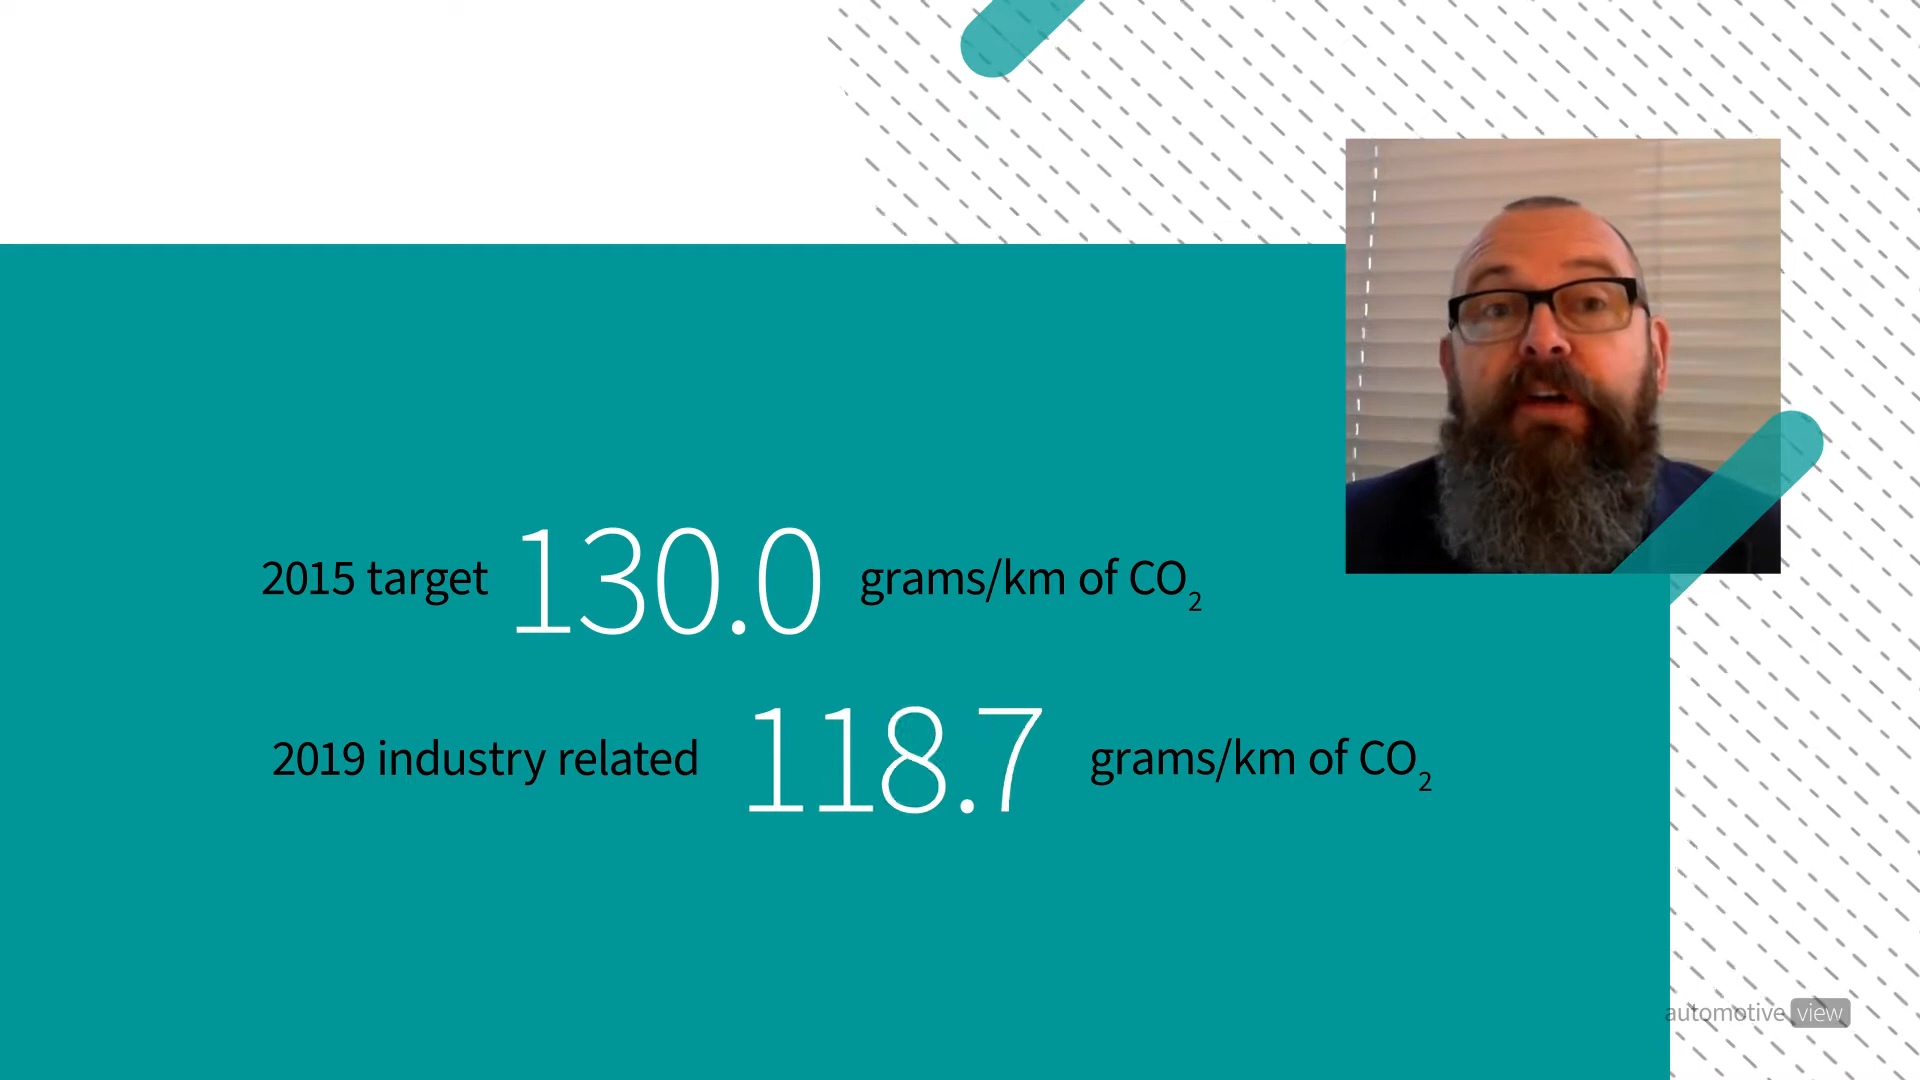 2015 target 130.0 grams/km of CO₂
2019 industry related 118.7 grams/km of CO₂
automotive view